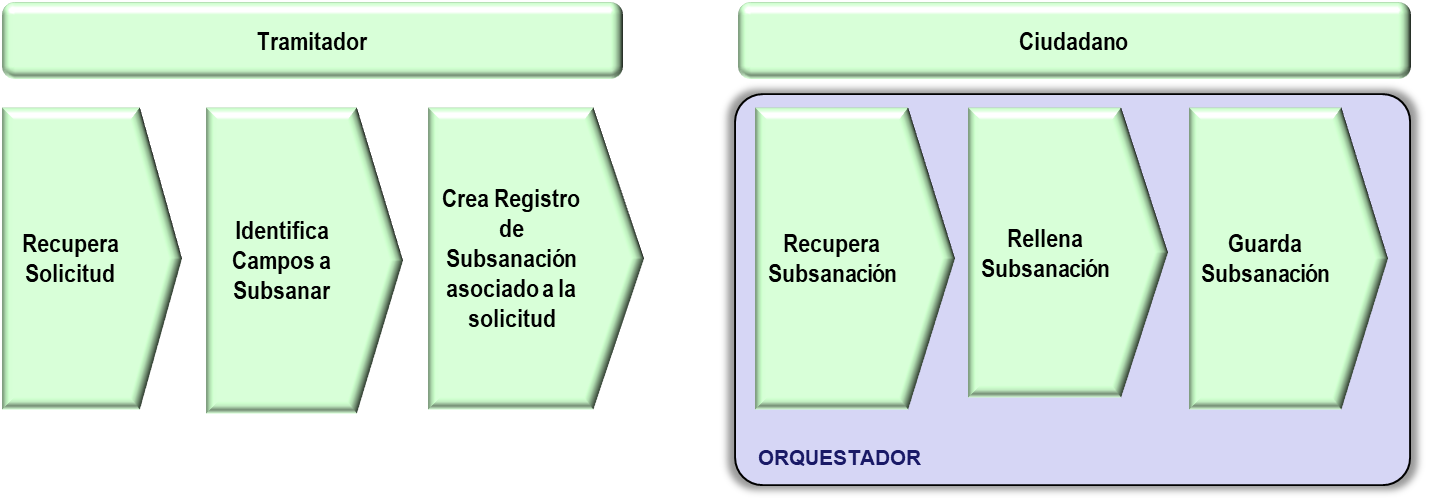 Tramitador
Ciudadano
Recupera
Solicitud
Identifica
Campos a
Subsanar
Crea Registro
de
Subsanación
asociado a la
solicitud
Recupera
Subsanación
Rellena
Subsanación
Guarda
Subsanación
ORQUESTADOR